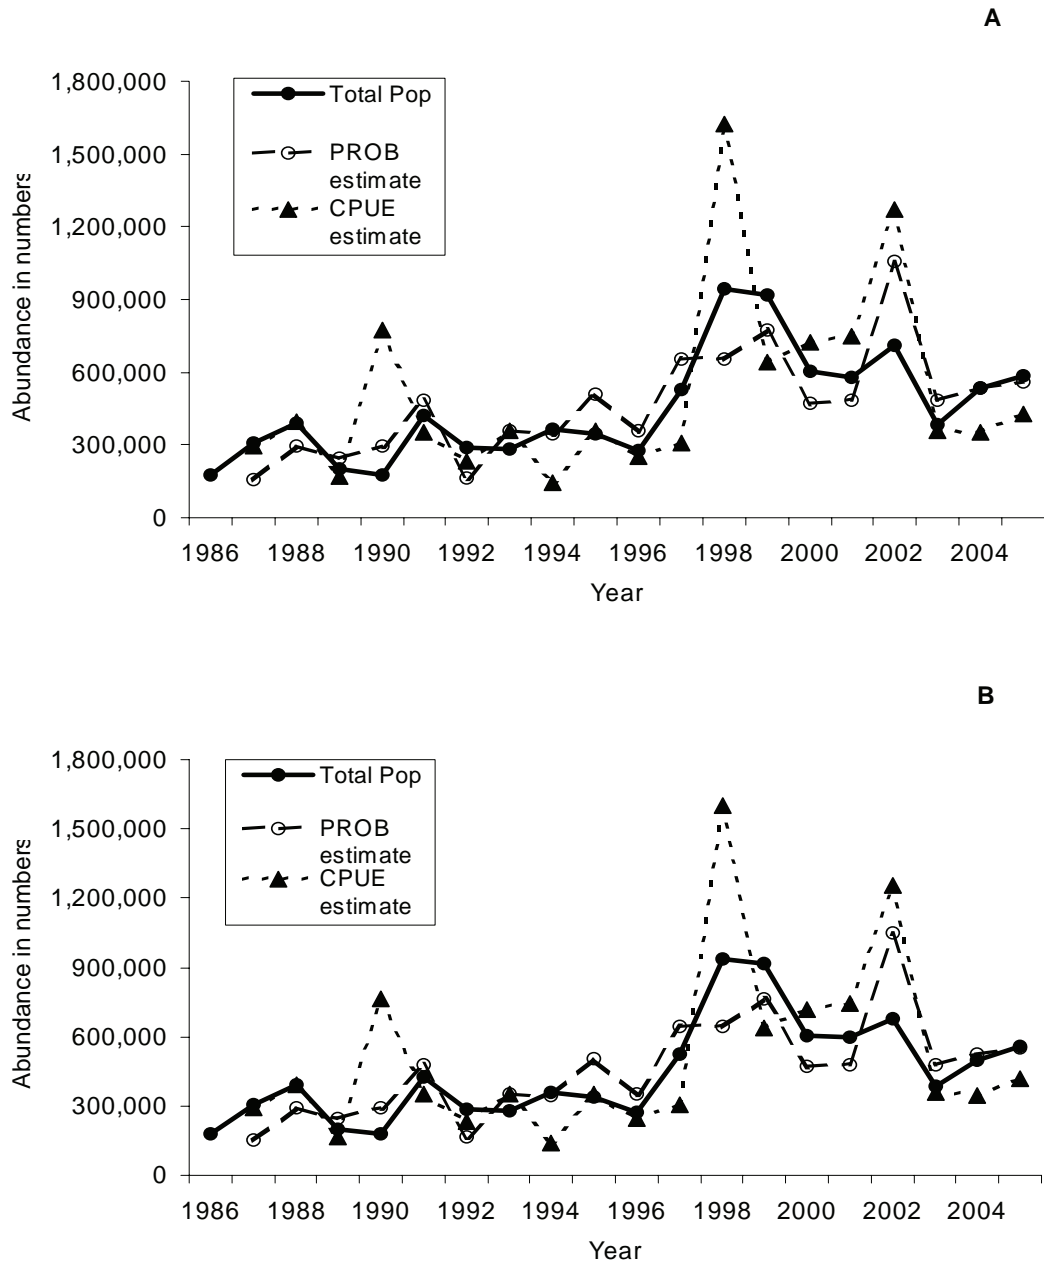 A
1,800,000
1,500,000
1,200,000
900,000
600,000
300,000
0
Abundance in numbers
Total Pop
PROB
estimate
CPUE
estimate
1986 1988 1990 1992 1994 1996 1998 2000 2002 2004
Year
B
1,800,000
1,500,000
1,200,000
900,000
600,000
300,000
0
Abundance in numbers
Total Pop
PROB
estimate
CPUE
estimate
1986 1988 1990 1992 1994 1996 1998 2000 2002 2004
Year